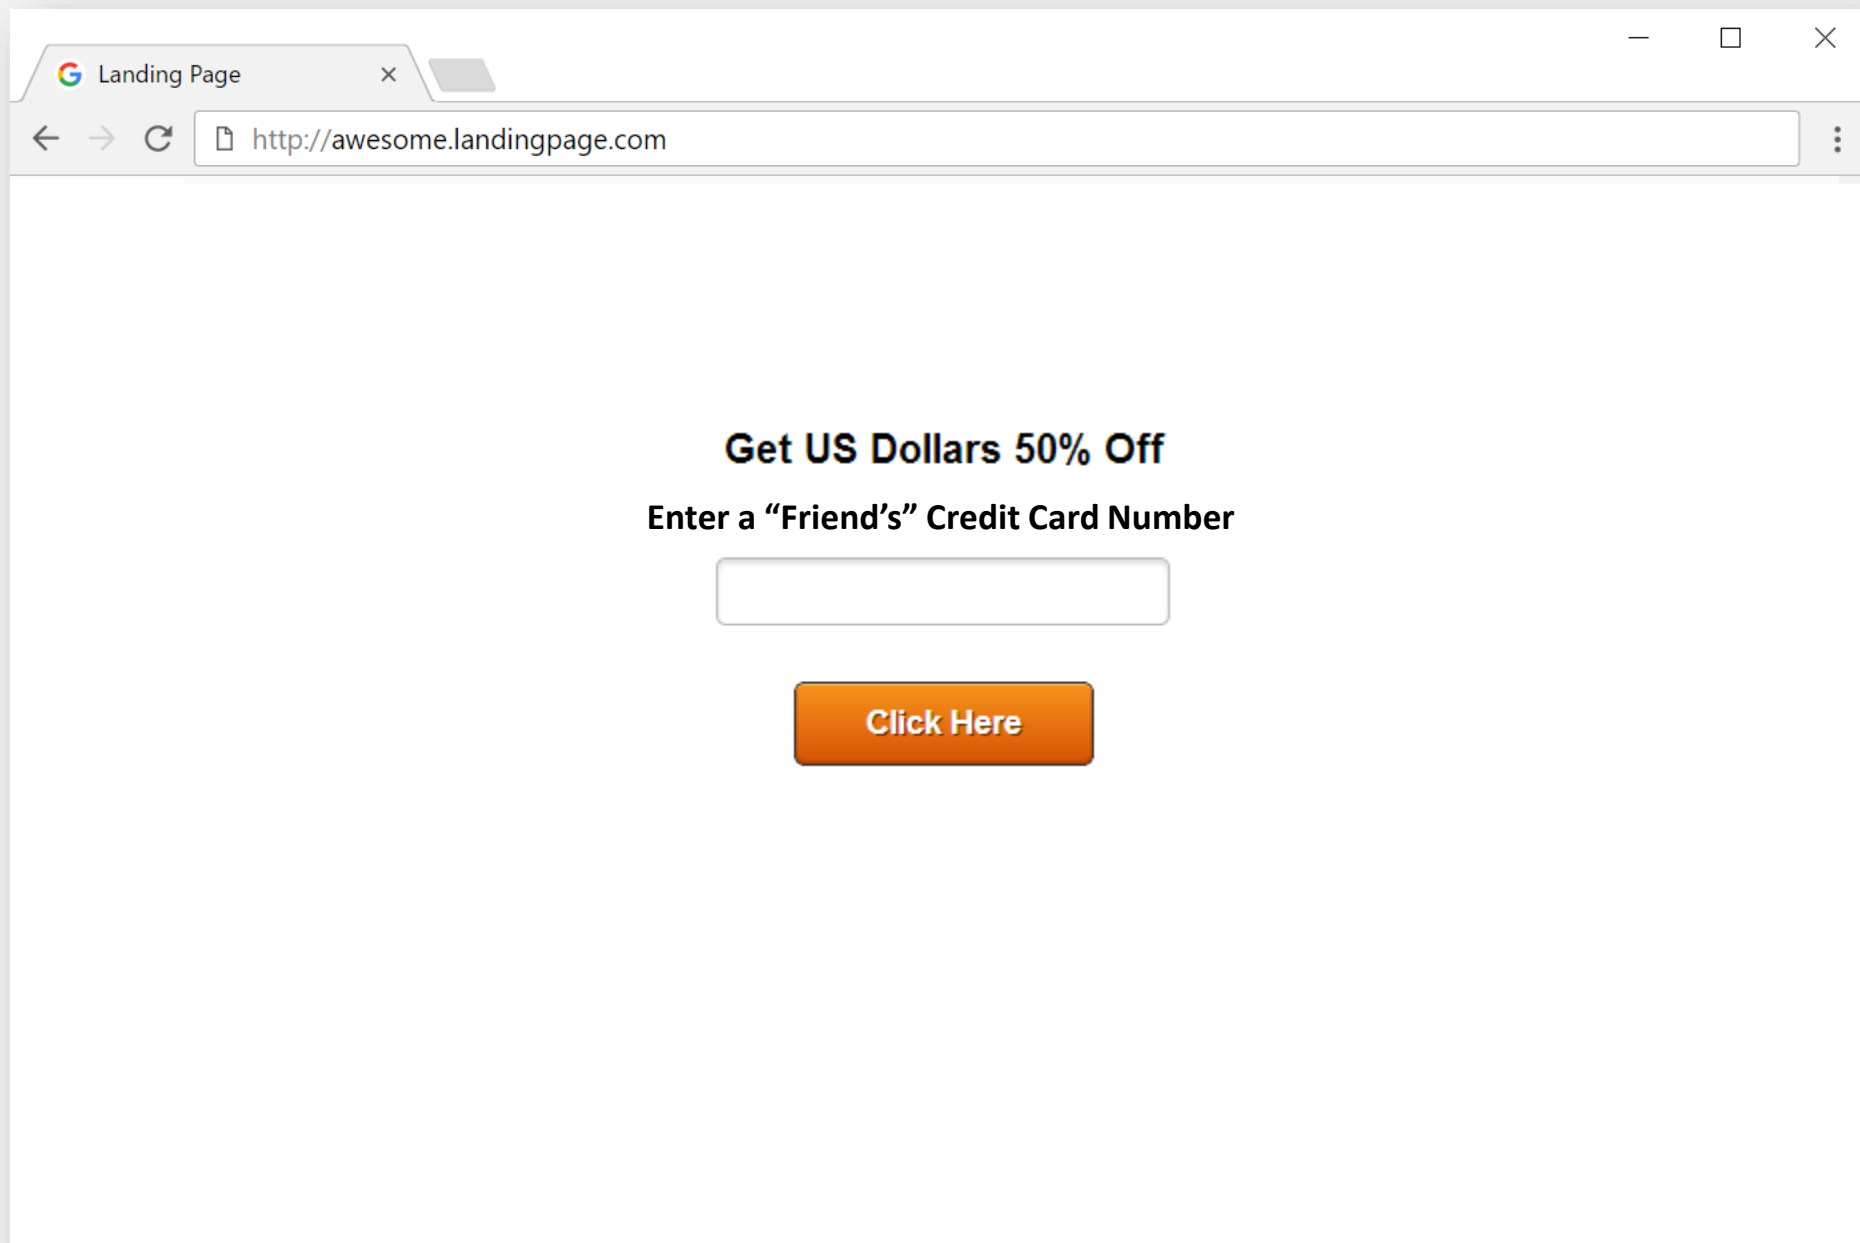 Landing Page
http://awesome.landingpage.com
Get US Dollars 50% Off
Enter a “Friend’s” Credit Card Number
Click Here